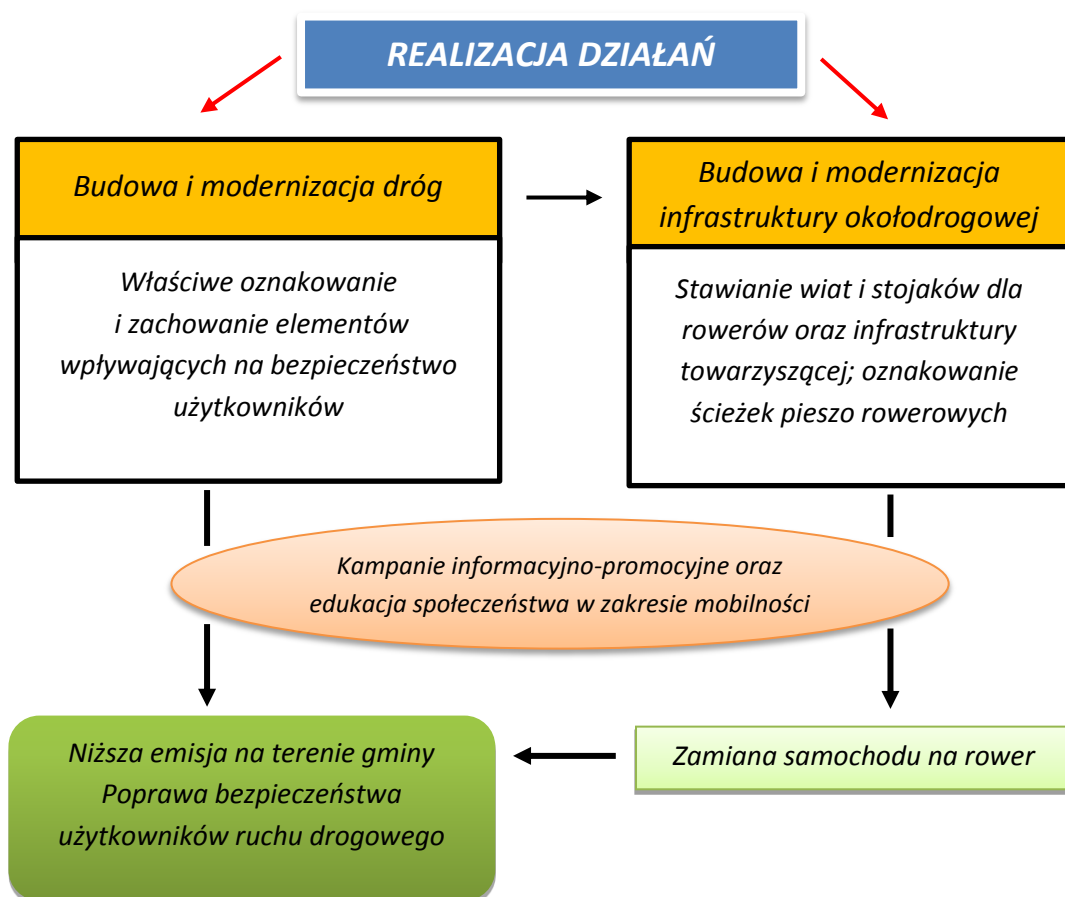 REALIZACJA DZIAŁAŃ
Budowa i modernizacja dróg
Właściwe oznakowanie
i zachowanie elementów
wpływających na bezpieczeństwo
użytkowników
Budowa i modernizacja
infrastruktury okołodrogowej
Stawianie wiat i stojaków dla
rowerów oraz infrastruktury
towarzyszącej; oznakowanie
ścieżek pieszo rowerowych
Kampanie informacyjno-promocyjne oraz
edukacja społeczeństwa w zakresie mobilności
Niższa emisja na terenie gminy
Poprawa bezpieczeństwa
użytkowników ruchu drogowego
Zamiana samochodu na rower